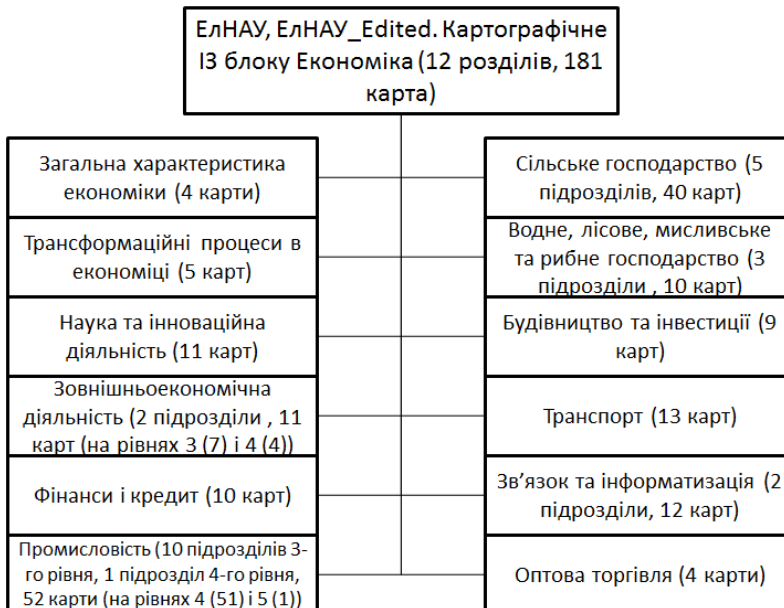 ЕлНАУ, ЕлНАУ_Edited. Картографічне
ІЗ блоку Економіка (12 розділів, 181
карта)
Загальна характеристика
економіки (4 карти)
Трансформаційні процеси в
економіці (5 карт)
Наука та інноваційна
діяльність (11 карт)
Зовнішньоекономічна
діяльність (2 підрозділи , 11
карт (на рівнях 3 (7) і 4 (4))
Фінанси і кредит (10 карт)
Промисловість (10 підрозділів 3-
го рівня, 1 підрозділ 4-го рівня,
52 карти (на рівнях 4 (51) і 5 (1))
Сільське господарство (5
підрозділів, 40 карт)
Водне, лісове, мисливське
та рибне господарство (3
підрозділи , 10 карт)
Будівництво та інвестиції (9
карт)
Транспорт (13 карт)
Зв’язок та інформатизація (2
підрозділи, 12 карт)
Оптова торгівля (4 карти)